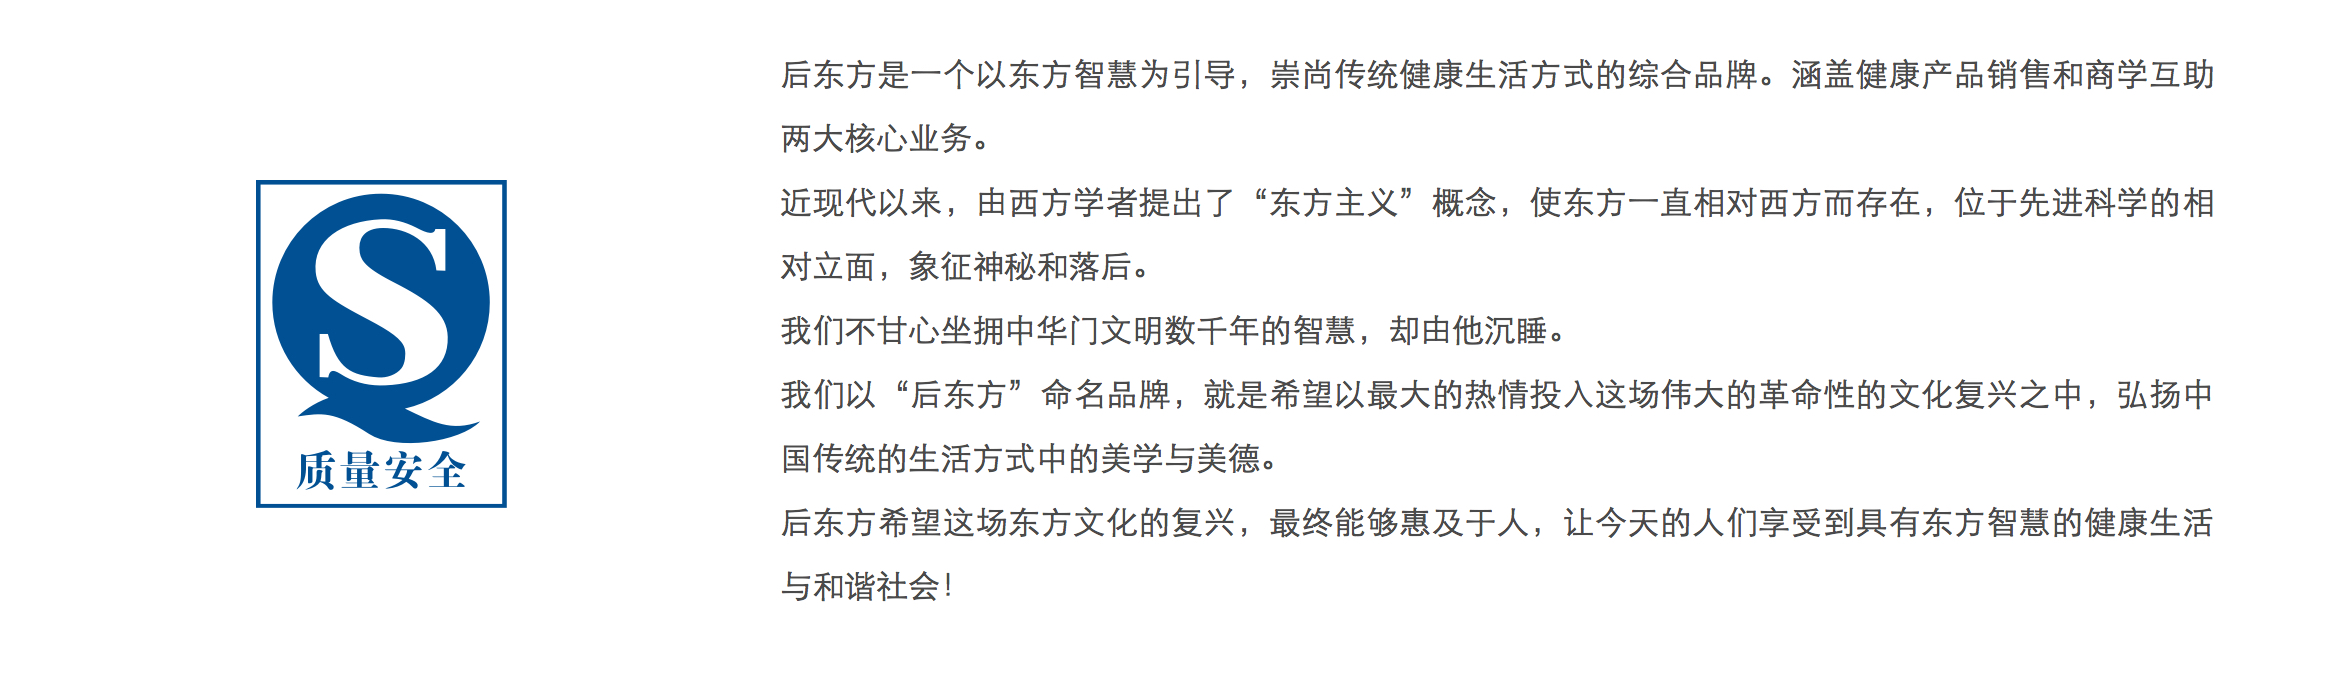 质量安全
后东方是一个以东方智慧为引导，崇尚传统健康生活方式的综合品牌。涵盖健康产品销售和商学互助
两大核心业务。
近现代以来，由西方学者提出了“东方主义”概念，使东方一直相对西方而存在，位于先进科学的相
对立面，象征神秘和落后。
我们不甘心坐拥中华门文明数千年的智慧，却由他沉睡。
我们以“后东方”命名品牌，就是希望以最大的热情投入这场伟大的革命性的文化复兴之中，弘扬中
国传统的生活方式中的美学与美德。
后东方希望这场东方文化的复兴，最终能够惠及于人，让今天的人们享受到具有东方智慧的健康生活
与和谐社会！